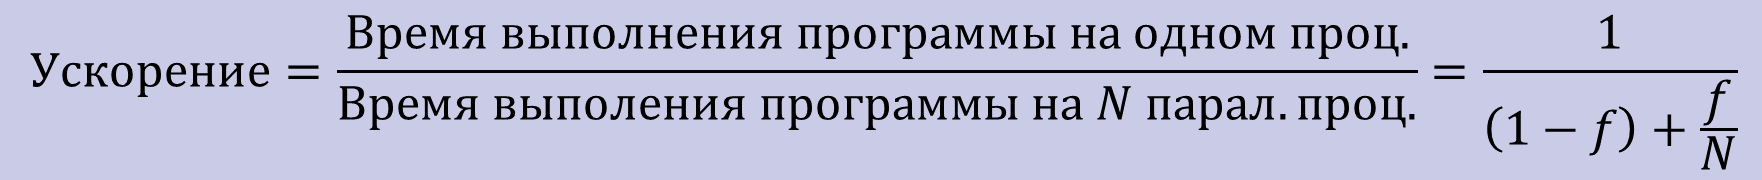 Ускорение = Время выполнения программы на одном проц. / Время выполения программы на N парал. проц. = 1 / ((1 − f) + f/N)